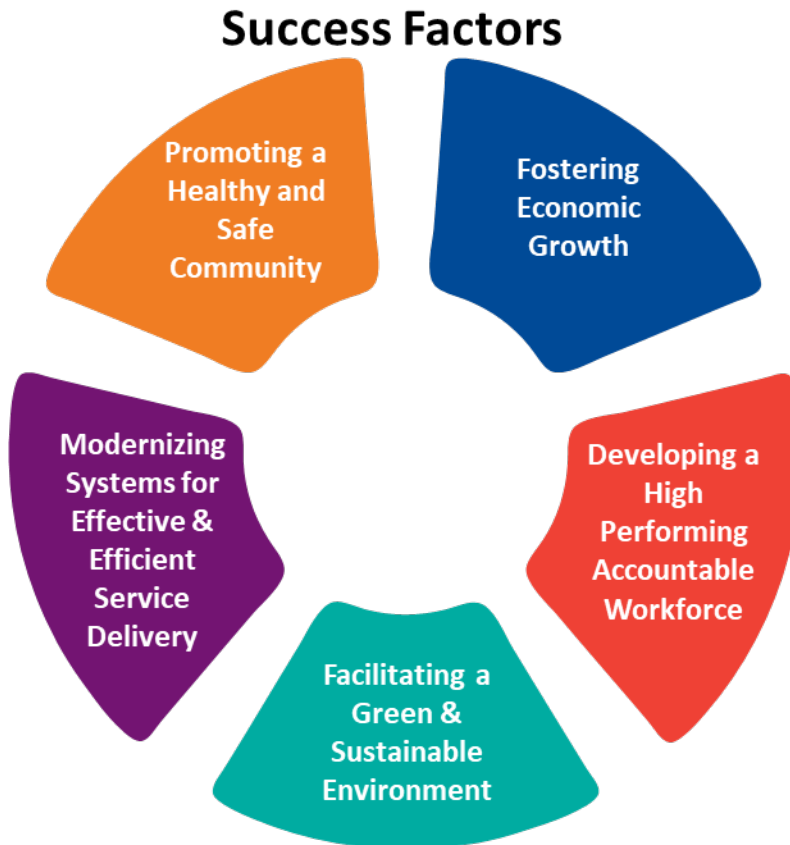 Success Factors
Promoting a
Healthy and
Safe
Community
Fostering
Economic
Growth
Modernizing
Systems for
Effective &
Efficient
Service
Delivery
Developing a
High
Performing
Accountable
Workforce
Facilitating a
Green &
Sustainable
Environment